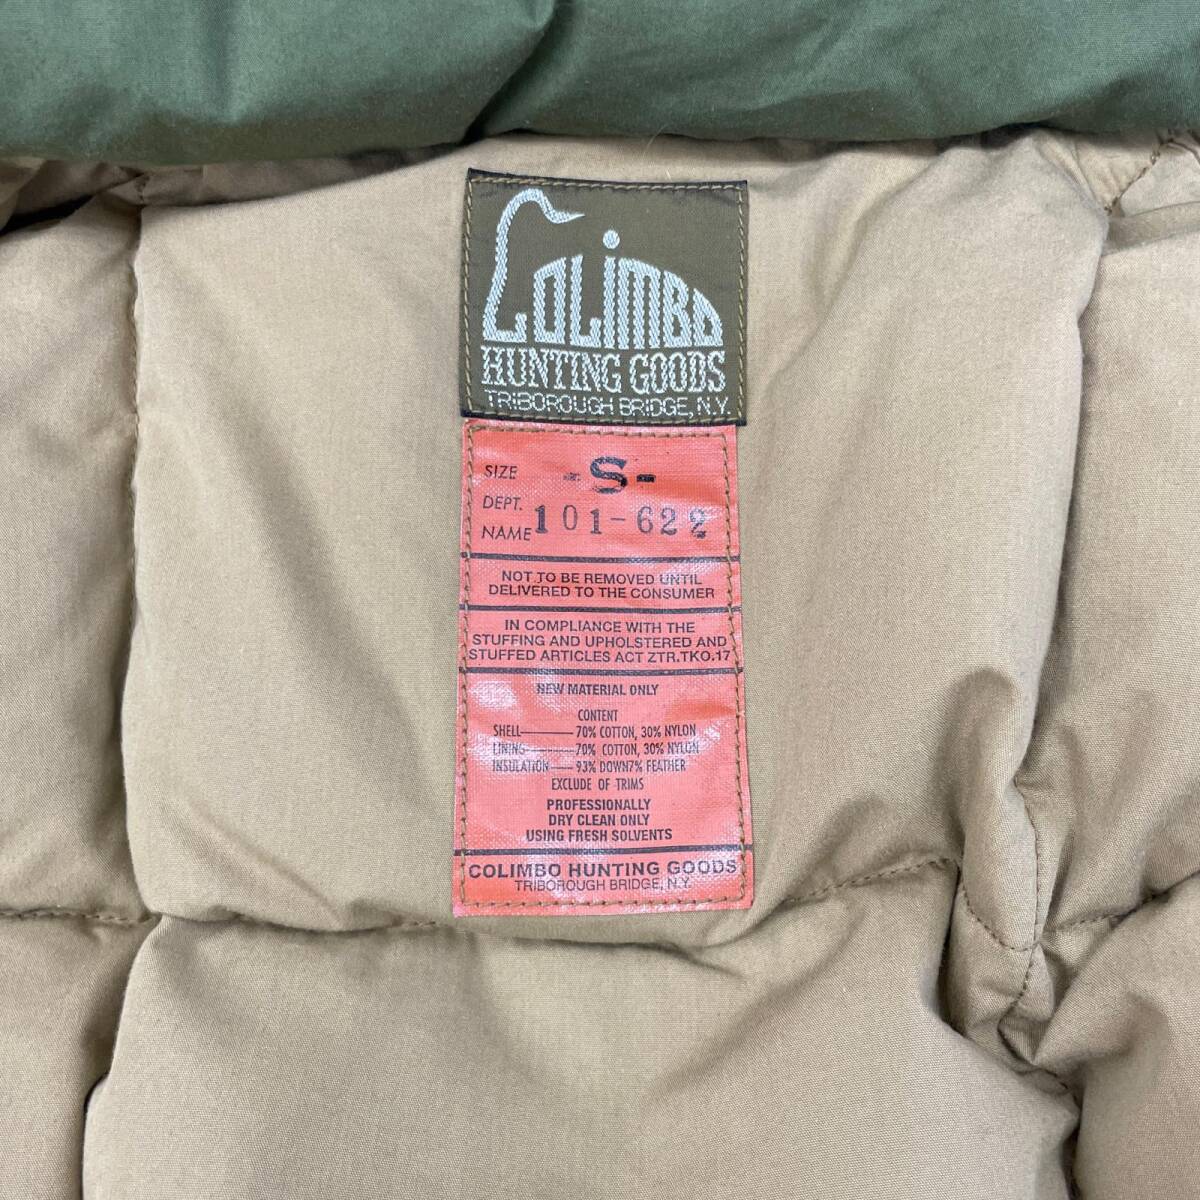 COLIMBO
HUNTING GOODS
TRIBOROUGH BRIDGE, N.Y.
SIZE -S-
DEPT.
NAME 101-622
NOT TO BE REMOVED UNTIL
DELIVERED TO THE CONSUMER
IN COMPLIANCE WITH THE
STUFFING AND UPHOLSTERED AND
STUFFED ARTICLES ACT ZTR.TKO.17
NEW MATERIAL ONLY
CONTENT
SHELL 70% COTTON, 30% NYLON
LINING 70% COTTON, 30% NYLON
INSULATION 93% DOWN7% FEATHER
EXCLUDE OF TRIMS
PROFESSIONALLY
DRY CLEAN ONLY
USING FRESH SOLVENTS
COLIMBO HUNTING GOODS
TRIBOROUGH BRIDGE, N.Y.